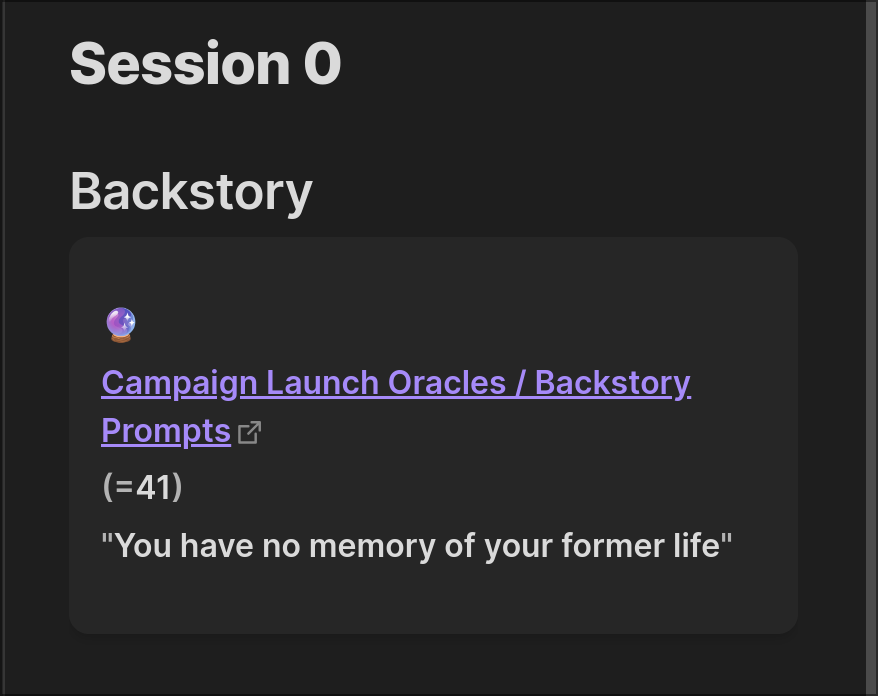 Session 0
Backstory
Campaign Launch Oracles / Backstory
Prompts
(=41)
"You have no memory of your former life"